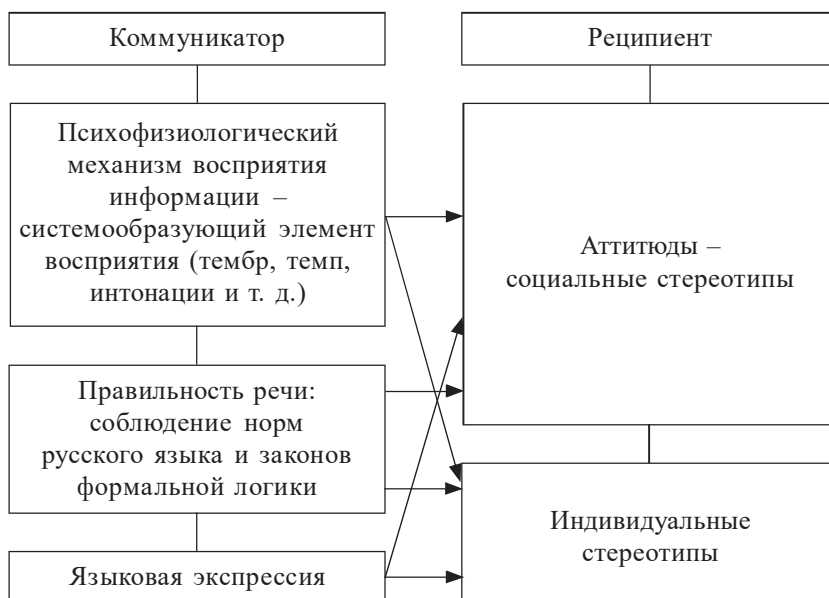 Коммуникатор
Психофизиологический
механизм восприятия
информации –
системообразующий элемент
восприятия (тембр, темп,
интонации и т. д.)
Правильность речи:
соблюдение норм
русского языка и законов
формальной логики
Языковая экспрессия
Реципиент
Аттитюды –
социальные стереотипы
Индивидуальные
стереотипы